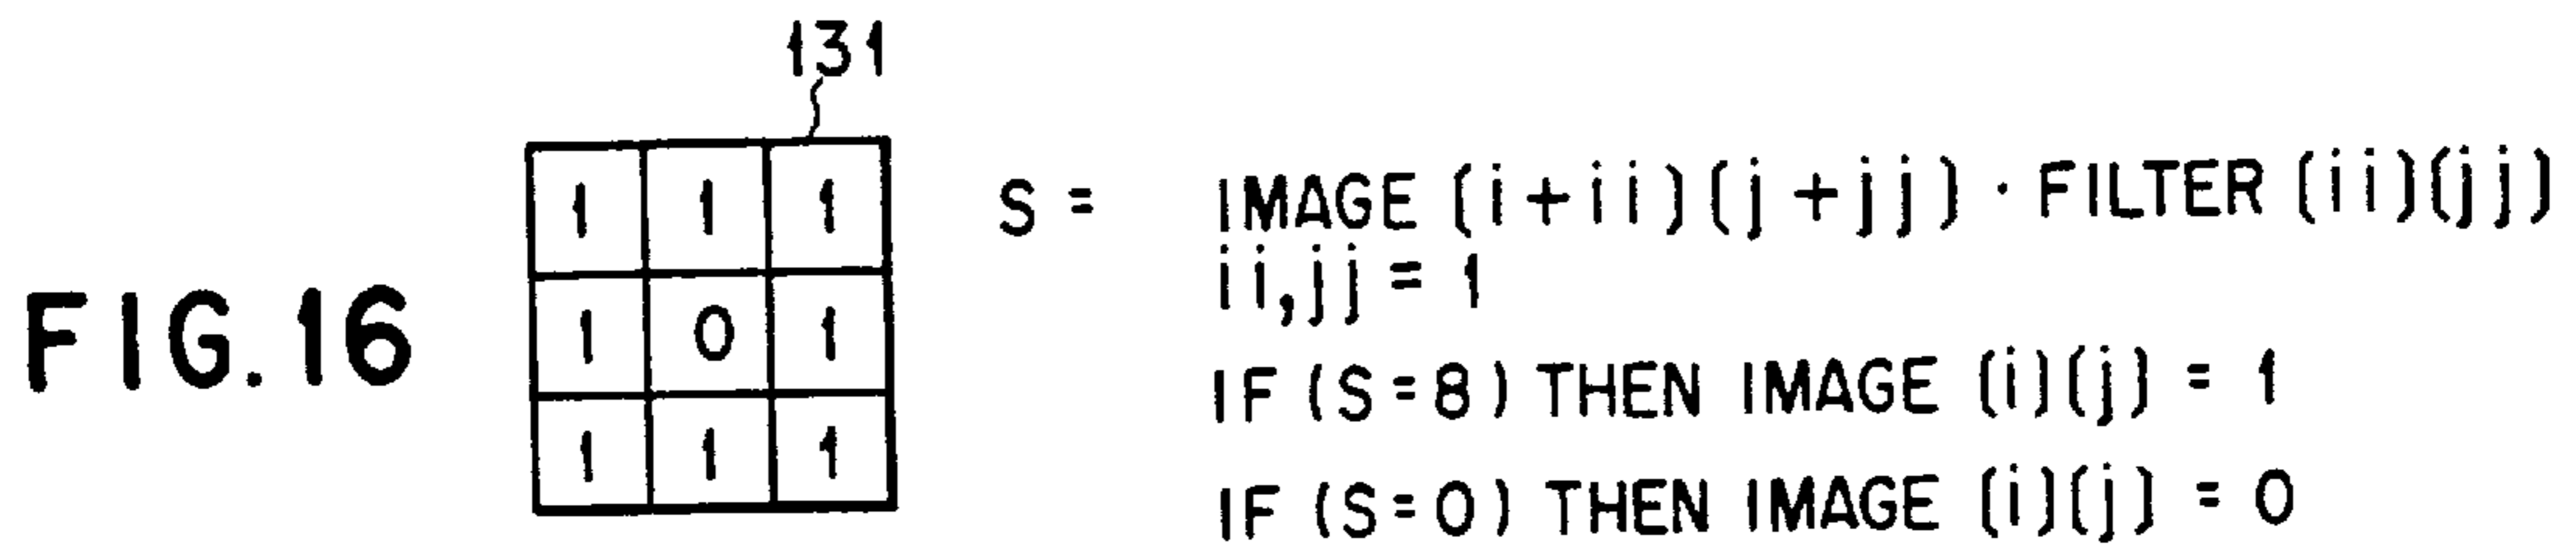 131
1 1 1
1 0 1
1 1 1
FIG.16
S = IMAGE (i+ii)(j+jj) · FILTER (ii)(jj)
ii,jj = 1
IF (S=8) THEN IMAGE (i)(j) = 1
IF (S=0) THEN IMAGE (i)(j) = 0